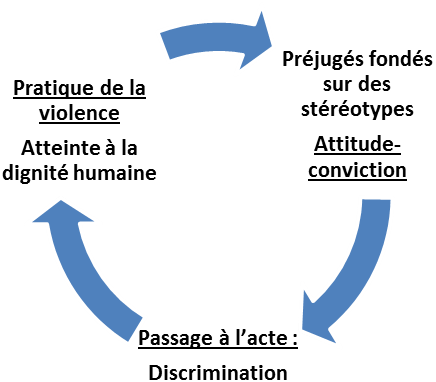 Préjugés fondés
sur des
stéréotypes
Attitude-
conviction
Passage à l’acte :
Discrimination
Pratique de la
violence
Atteinte à la
dignité humaine